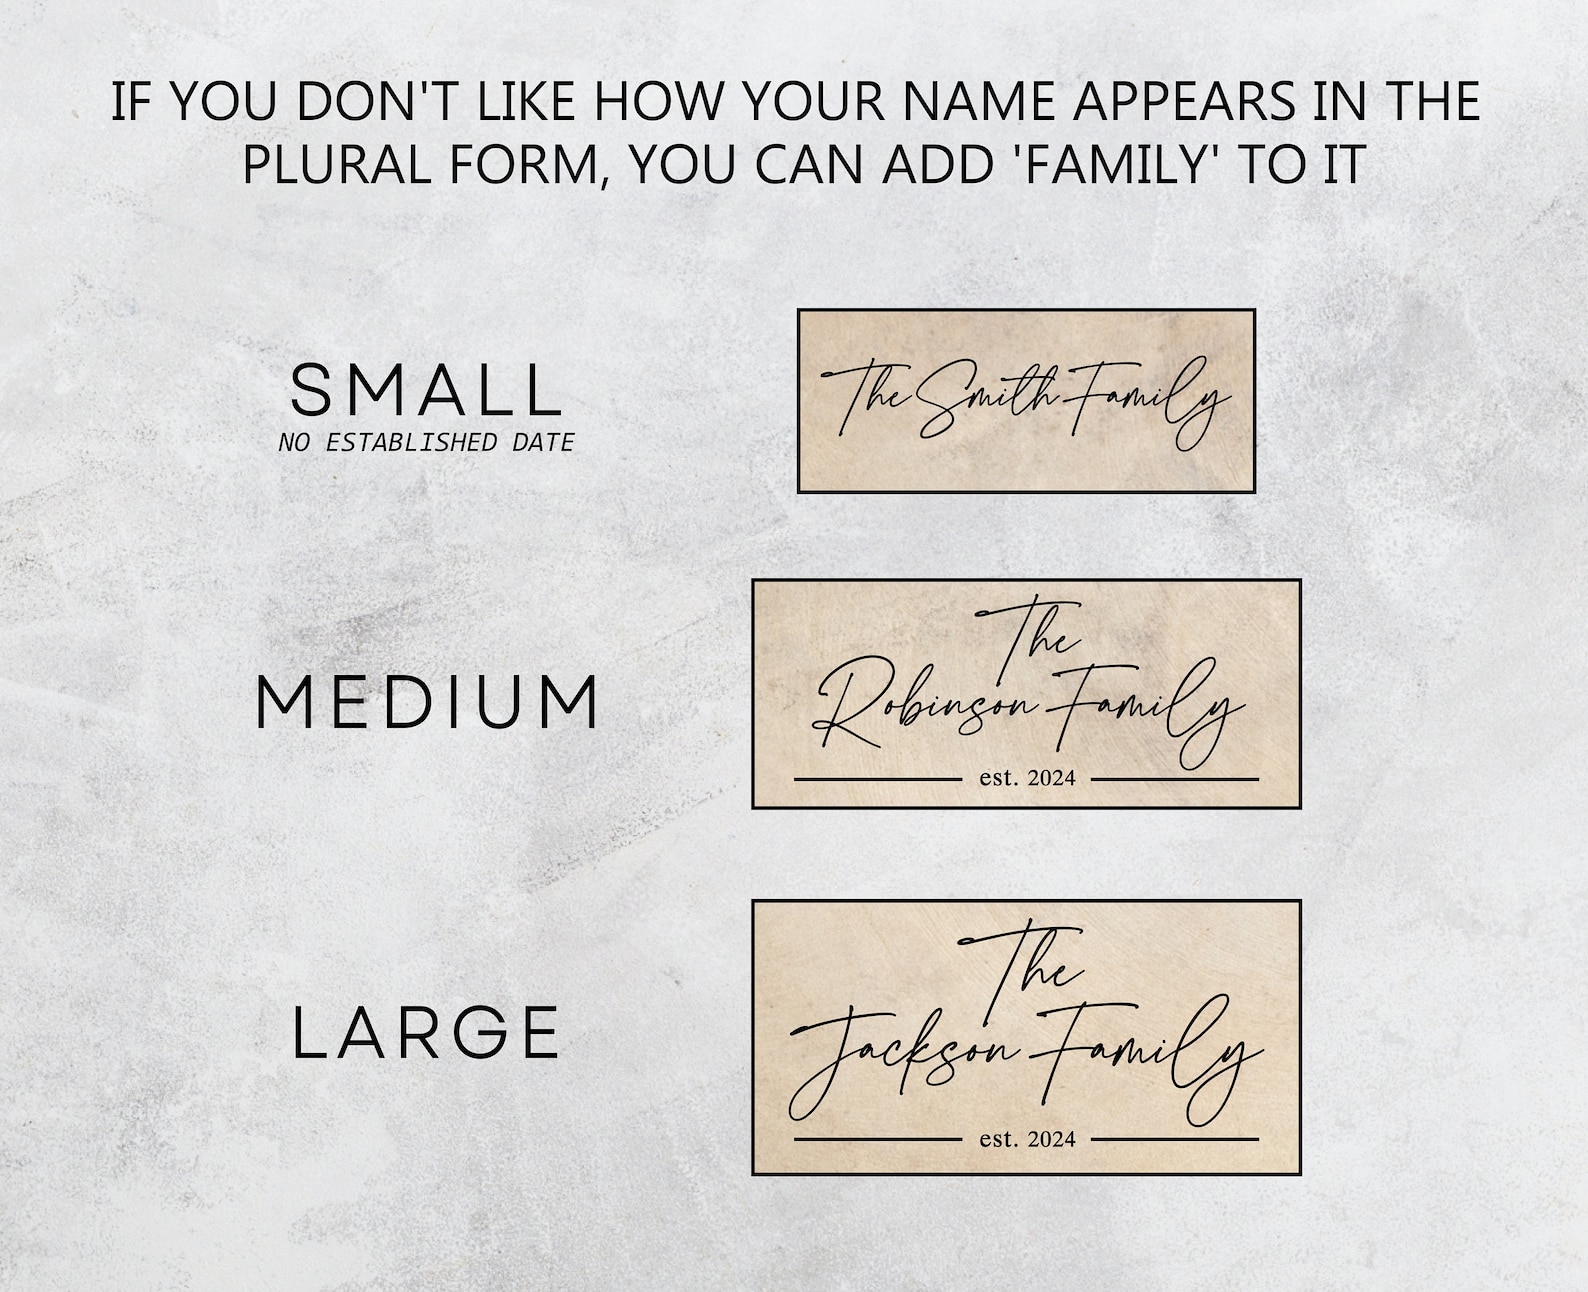 IF YOU DON'T LIKE HOW YOUR NAME APPEARS IN THE
PLURAL FORM, YOU CAN ADD 'FAMILY' TO IT
SMALL
NO ESTABLISHED DATE
The Smith Family
MEDIUM
The
Robinson Family
est. 2024
LARGE
The
Jackson Family
est. 2024